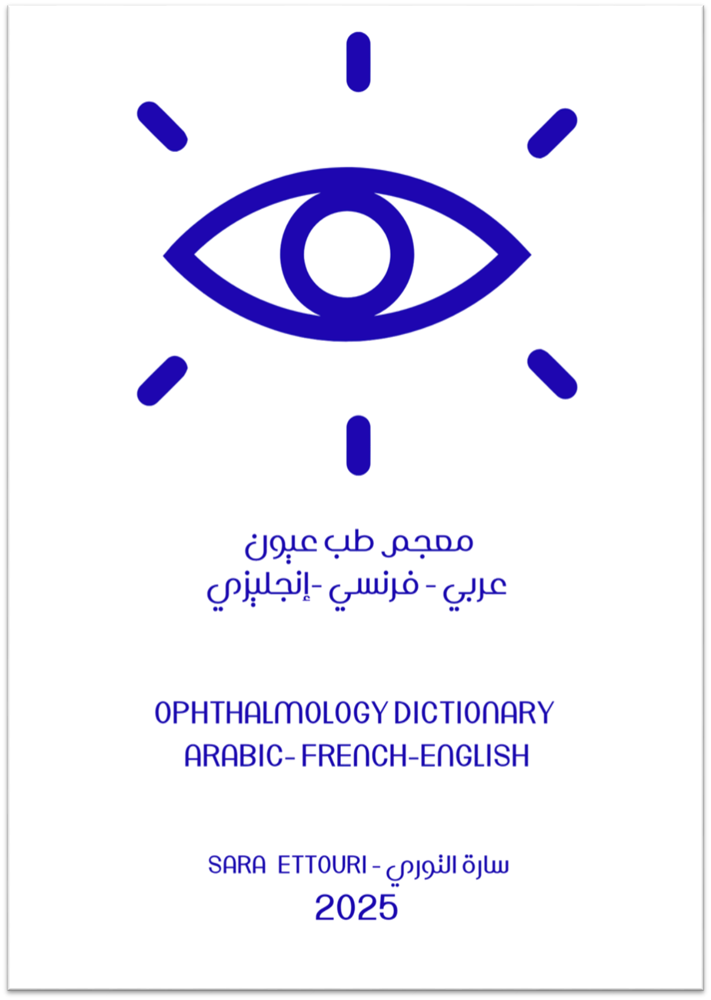 معجم طب عيون
عربي - فرنسي -إنجليزي
OPHTHALMOLOGY DICTIONARY
ARABIC- FRENCH-ENGLISH
SARA ETTOURI - سارة التوري
2025